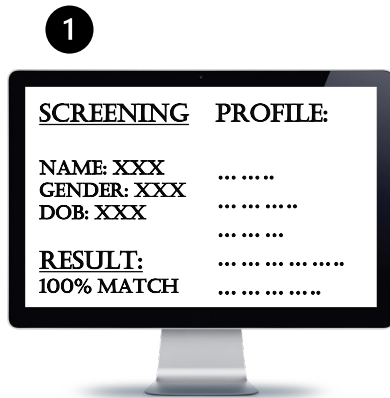 1
SCREENING PROFILE:
NAME: XXX
GENDER: XXX
DOB: XXX
RESULT:
100% MATCH
... .....
... ... .....
... ... ...
... ... ... ... .....
... ... ... .....